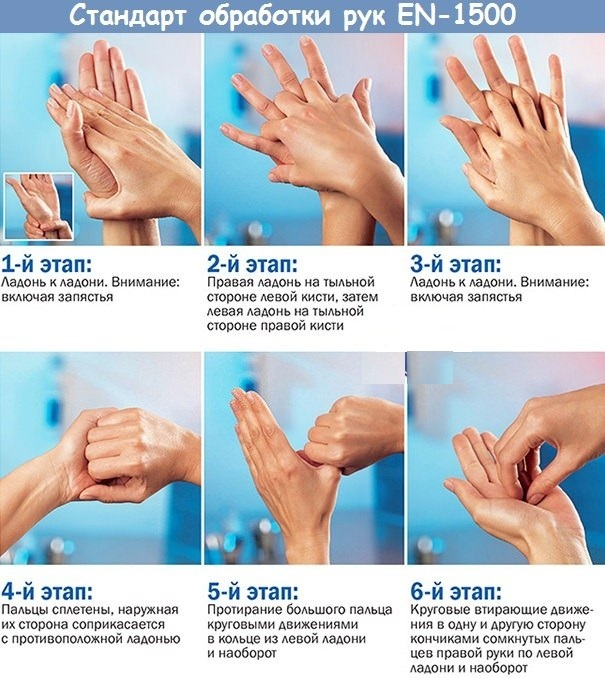 Стандарт обработки рук EN-1500
1-й этап:
Ладонь к ладони. Внимание:
включая запястья
2-й этап:
Правая ладонь на тыльной
стороне левой кисти, затем
левая ладонь на тыльной
стороне правой кисти
3-й этап:
Ладонь к ладони. Внимание:
включая запястья
4-й этап:
Пальцы сплетены, наружная
их сторона соприкасается
с противоположной ладонью
5-й этап:
Протирание большого пальца
круговыми движениями
в кольце из левой ладони
и наоборот
6-й этап:
Круговые втирающие движе-
ния в одну и другую сторону
кончиками сомкнутых паль-
цев правой руки по левой
ладони и наоборот